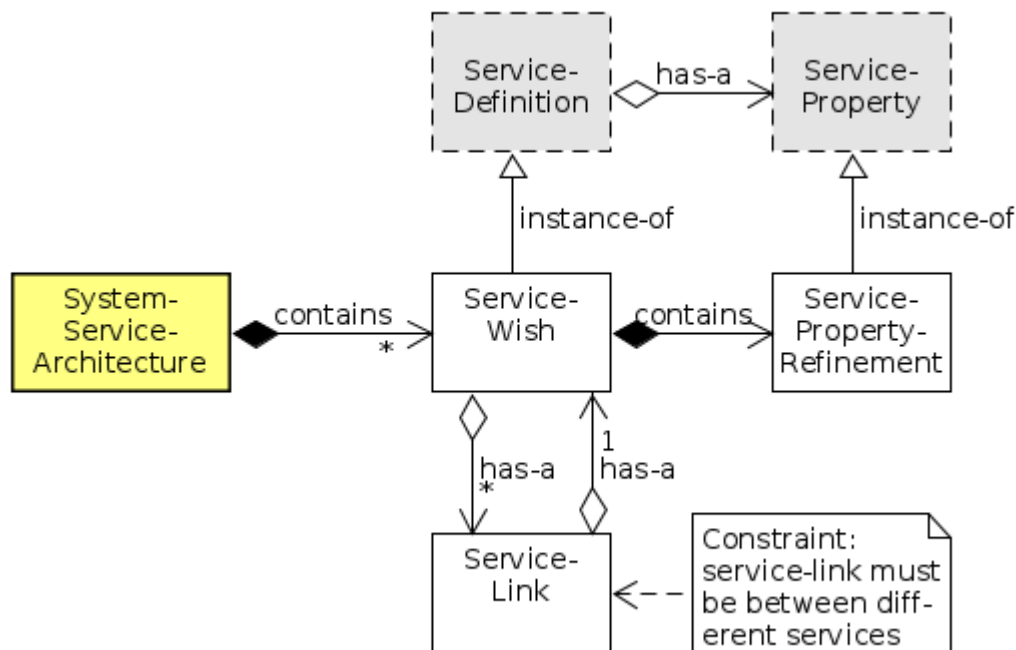 Service-
Definition
has-a
Service-
Property
instance-of
instance-of
System-
Service-
Architecture
contains
*
Service-
Wish
contains
Service-
Property-
Refinement
has-a
*
1
has-a
Service-
Link
Constraint:
service-link must
be between diff-
erent services